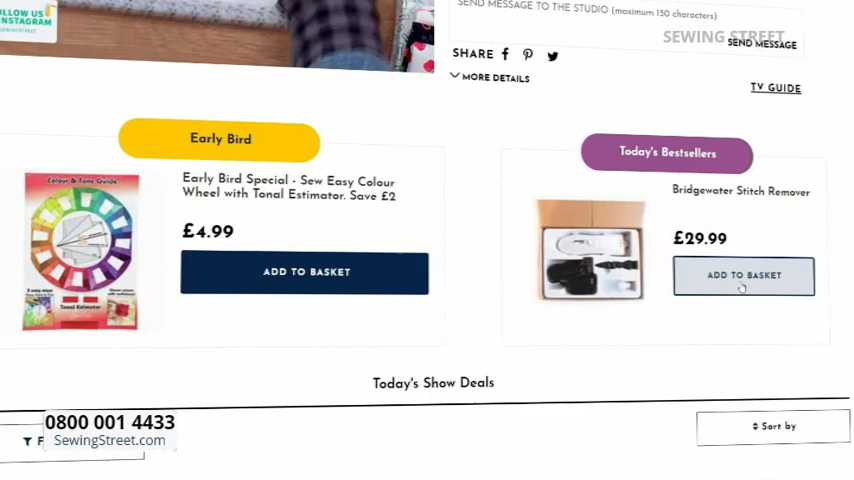 FOLLOW US
INSTAGRAM
SEWINGSTREET
SEND MESSAGE TO THE STUDIO (maximum 150 characters)
SEWING STREET
SEND MESSAGE
SHARE
MORE DETAILS
TV GUIDE
Early Bird
Today's Bestsellers
Colour & Tone Guide
Early Bird Special - Sew Easy Colour
Wheel with Tonal Estimator. Save £2
£4.99
ADD TO BASKET
Tonal Estimator
Bridgewater Stitch Remover
£29.99
ADD TO BASKET
Today's Show Deals
0800 001 4433
SewingStreet.com
F
Sort by